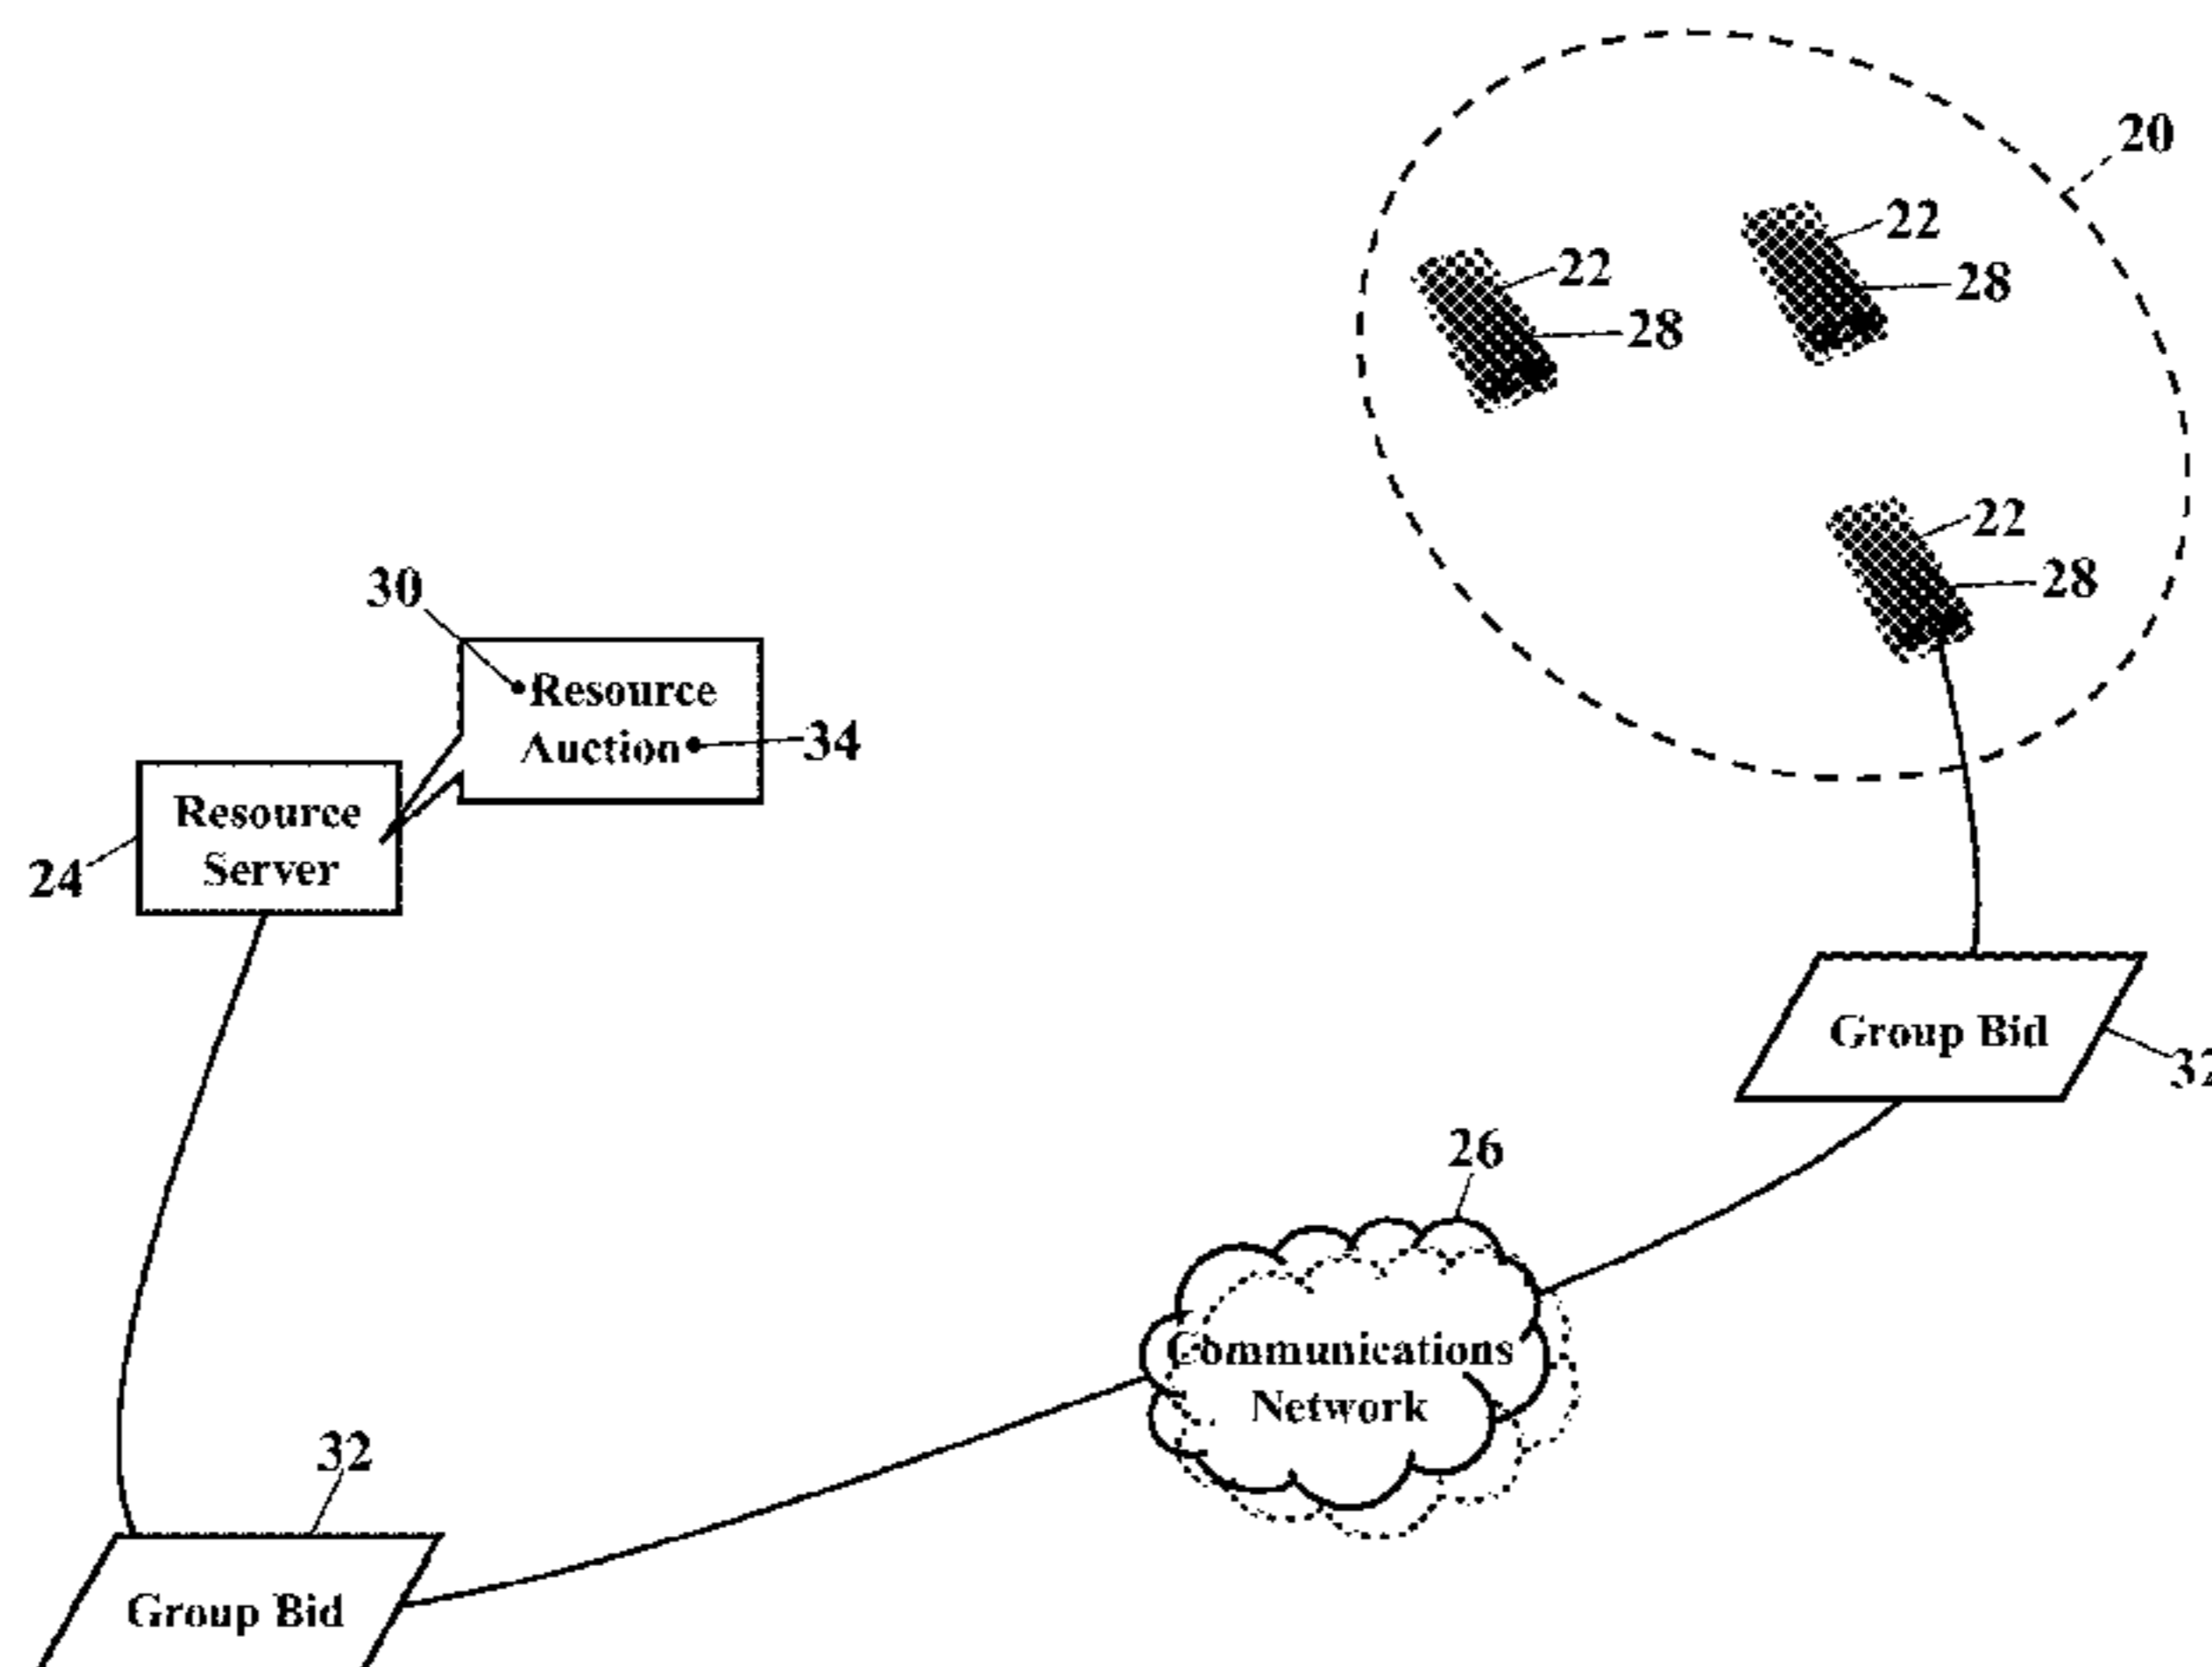 20
22
28
22
28
22
28
30
Resource
Auction
34
Resource
Server
24
Group Bid
32
26
Communications
Network
32
Group Bid